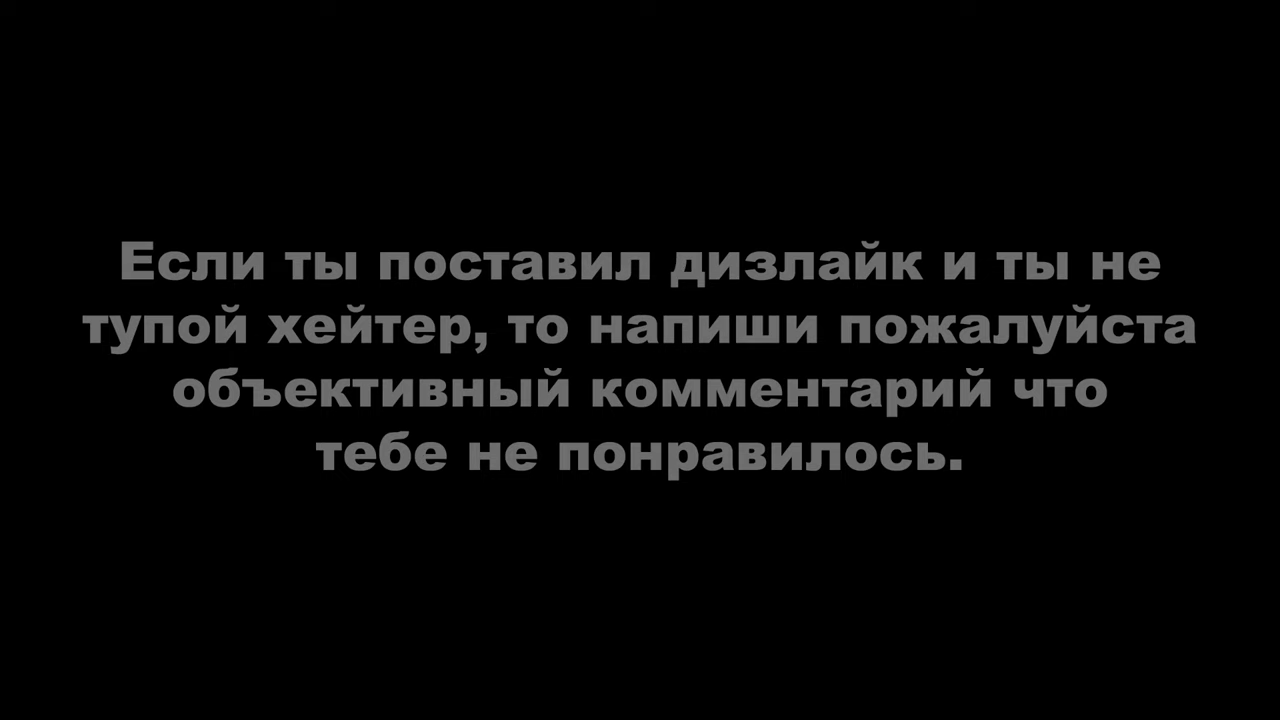 Если ты поставил дизлайк и ты не
тупой хейтер, то напиши пожалуйста
объективный комментарий что
тебе не понравилось.